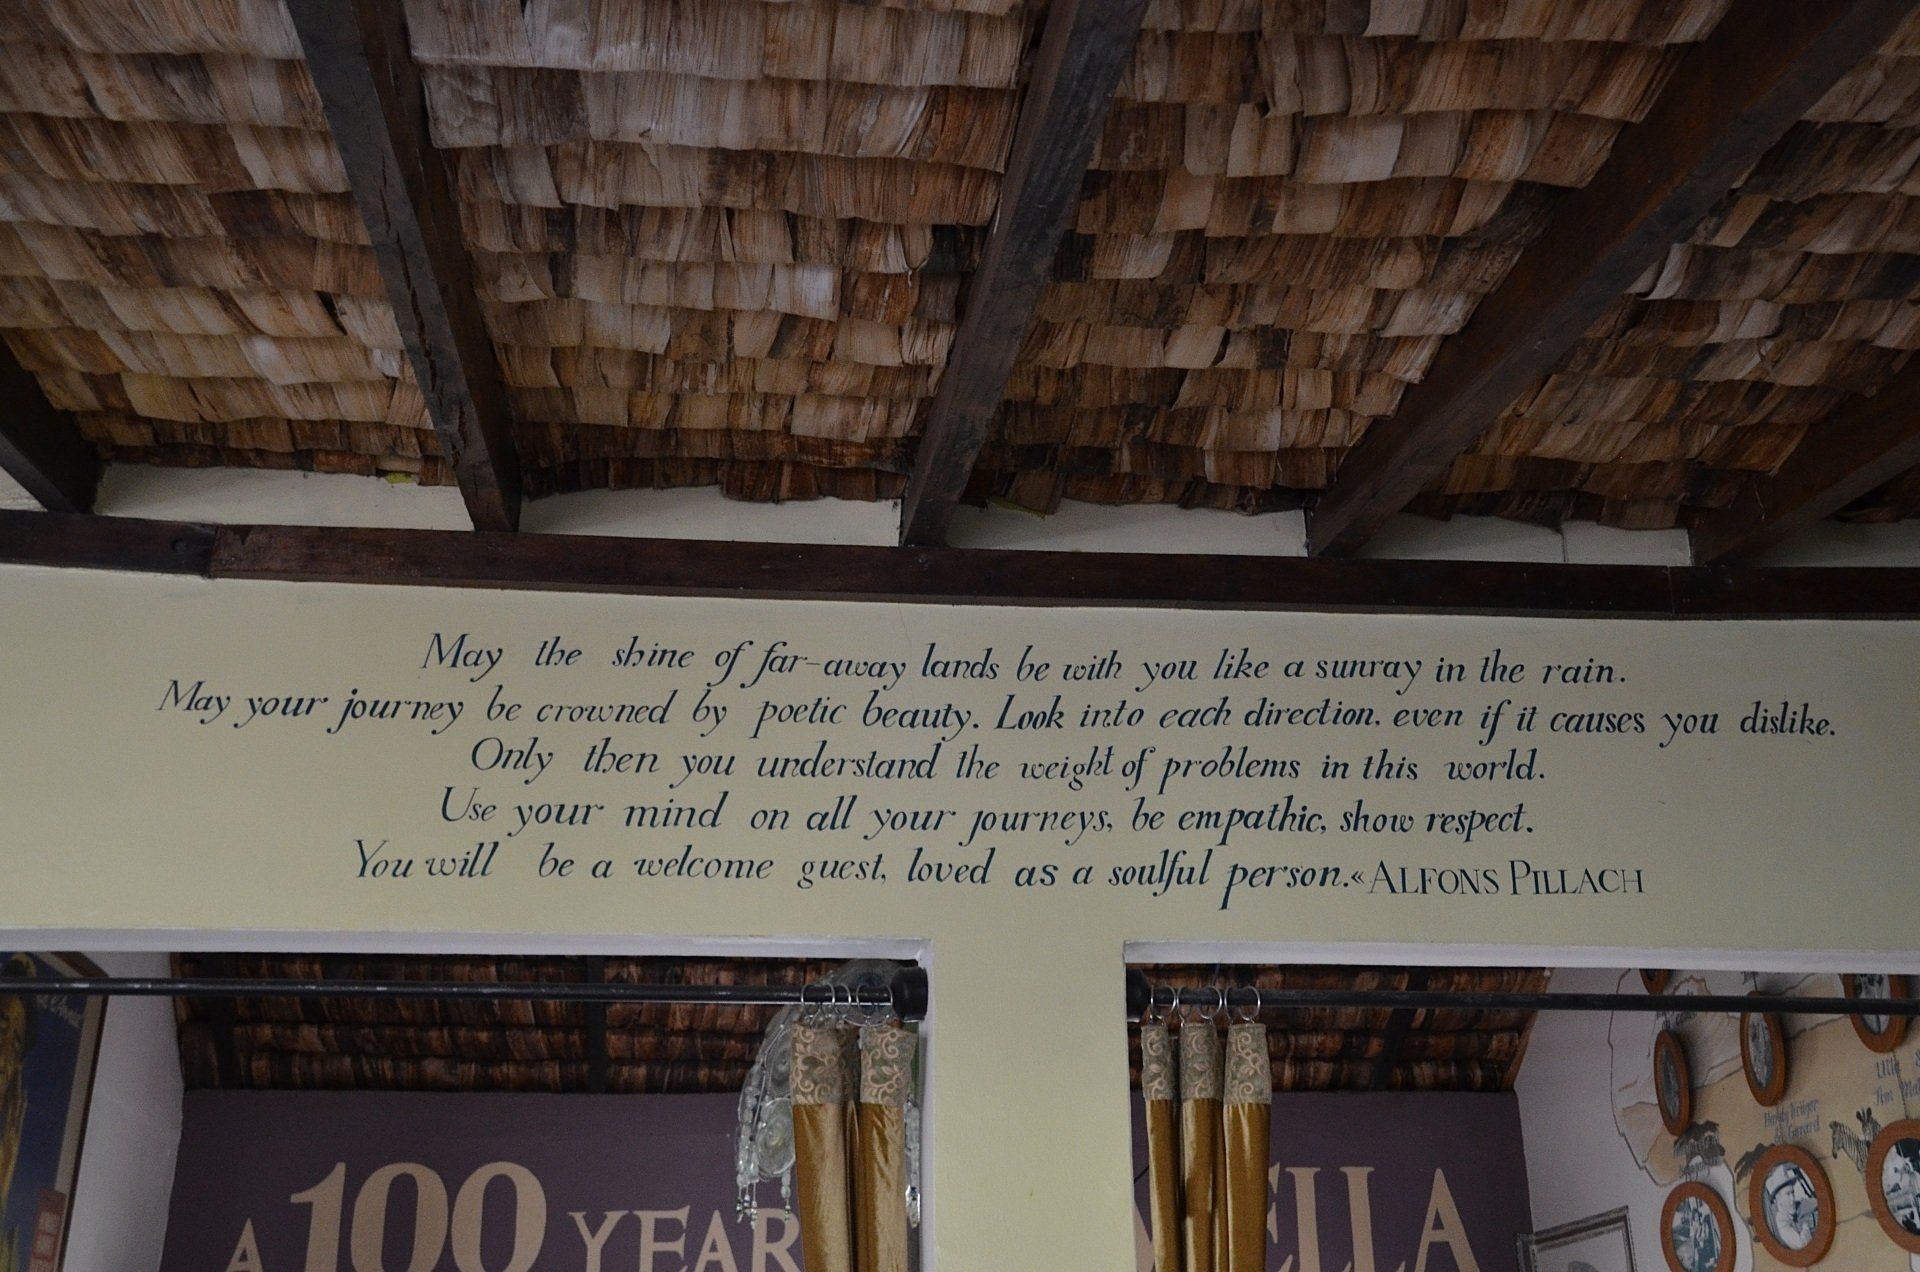 May the shine of far-away lands be with you like a sunray in the rain.
May your journey be crowned by poetic beauty. Look into each direction, even if it causes you dislike.
Only then you understand the weight of problems in this world.
Use your mind on all your journeys, be empathic, show respect.
You will be a welcome guest, loved as a soulful person.« ALFONS PILLACH
A 100 YEAR
ELLA